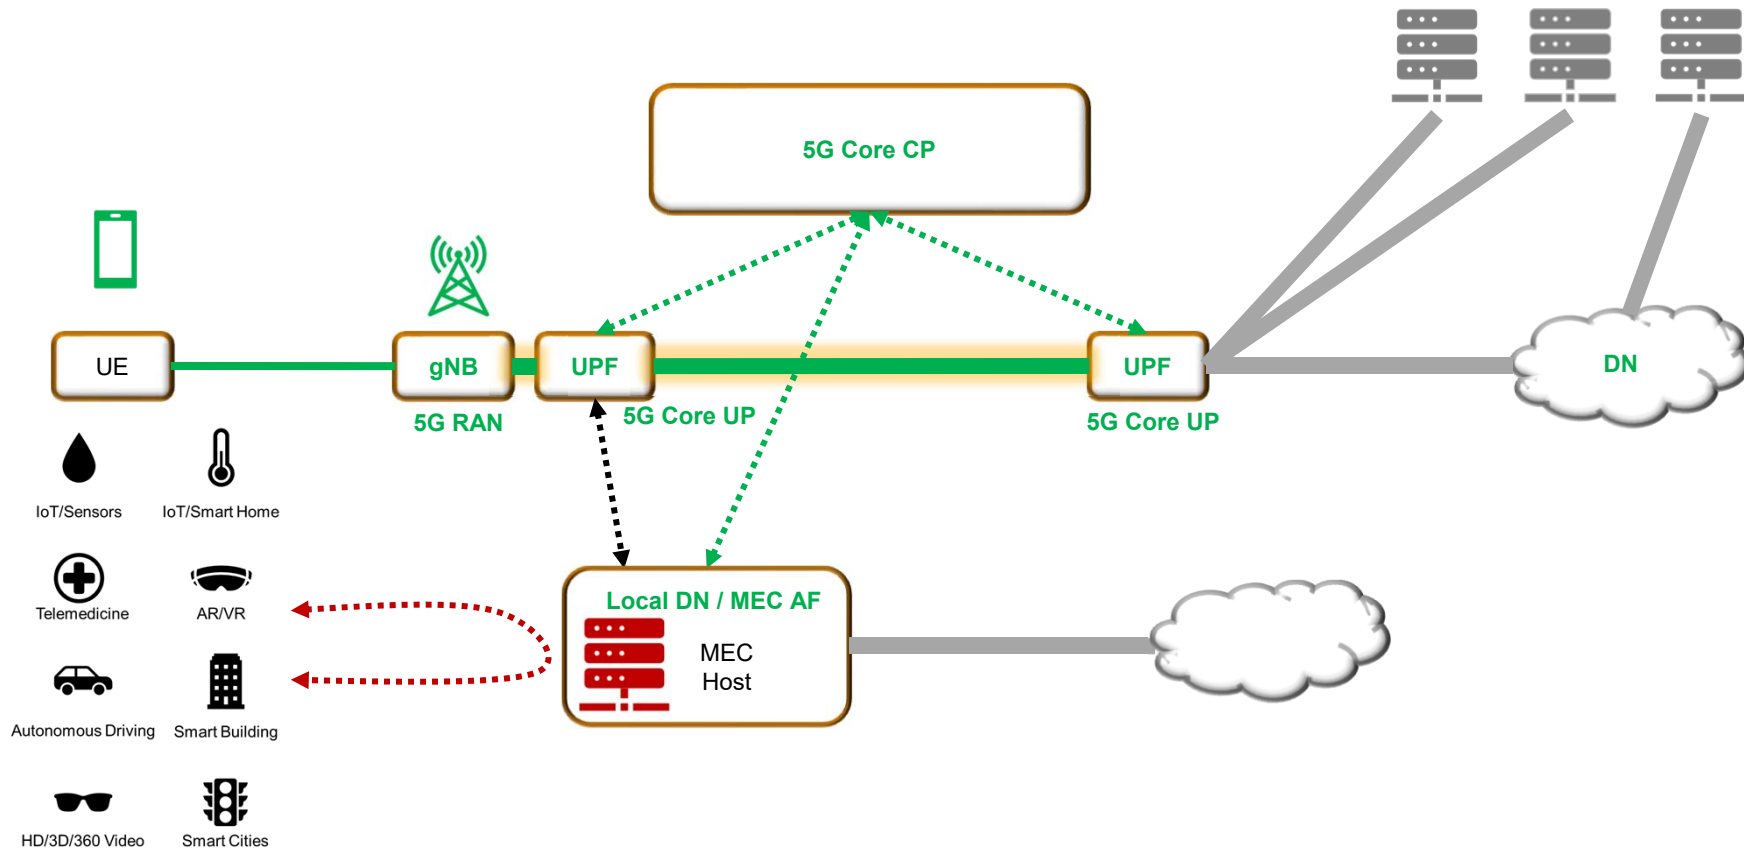 5G Core CP
UE
gNB
UPF
UPF
DN
5G RAN
5G Core UP
5G Core UP
IoT/Sensors
IoT/Smart Home
Telemedicine
AR/VR
Local DN / MEC AF
MEC
Host
Autonomous Driving
Smart Building
HD/3D/360 Video
Smart Cities